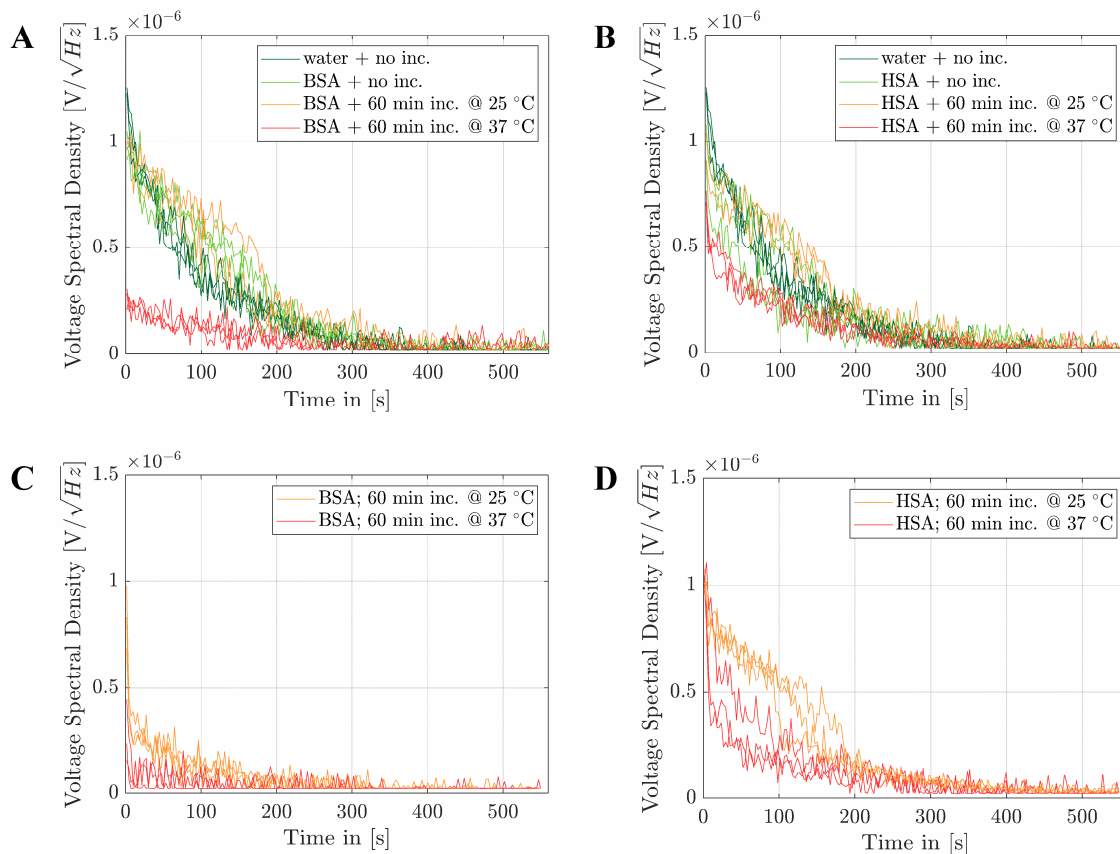 A
×10⁻⁶
1.5
1
0.5
0
Voltage Spectral Density [V/√Hz]
water + no inc.
BSA + no inc.
BSA + 60 min inc. @ 25 °C
BSA + 60 min inc. @ 37 °C
0 100 200 300 400 500
Time in [s]
B
×10⁻⁶
1.5
1
0.5
0
Voltage Spectral Density [V/√Hz]
water + no inc.
HSA + no inc.
HSA + 60 min inc. @ 25 °C
HSA + 60 min inc. @ 37 °C
0 100 200 300 400 500
Time in [s]
C
×10⁻⁶
1.5
1
0.5
0
Voltage Spectral Density [V/√Hz]
BSA; 60 min inc. @ 25 °C
BSA; 60 min inc. @ 37 °C
0 100 200 300 400 500
Time in [s]
D
×10⁻⁶
1.5
1
0.5
0
Voltage Spectral Density [V/√Hz]
HSA; 60 min inc. @ 25 °C
HSA; 60 min inc. @ 37 °C
0 100 200 300 400 500
Time in [s]